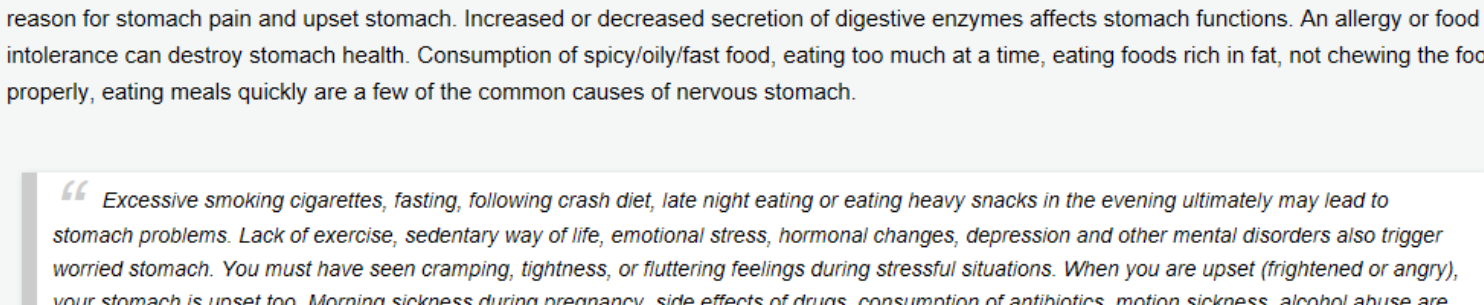 reason for stomach pain and upset stomach. Increased or decreased secretion of digestive enzymes affects stomach functions. An allergy or food
intolerance can destroy stomach health. Consumption of spicy/oily/fast food, eating too much at a time, eating foods rich in fat, not chewing the foo
properly, eating meals quickly are a few of the common causes of nervous stomach.
“ Excessive smoking cigarettes, fasting, following crash diet, late night eating or eating heavy snacks in the evening ultimately may lead to
stomach problems. Lack of exercise, sedentary way of life, emotional stress, hormonal changes, depression and other mental disorders also trigger
worried stomach. You must have seen cramping, tightness, or fluttering feelings during stressful situations. When you are upset (frightened or angry),
your stomach is upset too. Morning sickness during pregnancy, side effects of drugs, consumption of antibiotics, motion sickness, alcohol abuse are